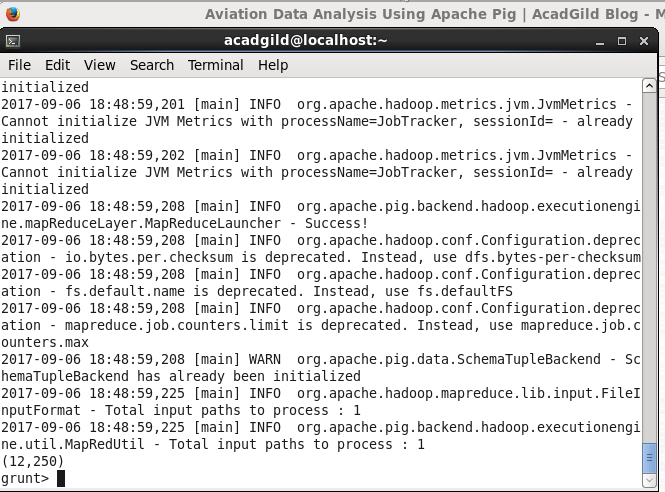 Aviation Data Analysis Using Apache Pig | AcadGild Blog - M
acadgild@localhost:~
File Edit View Search Terminal Help
initialized
2017-09-06 18:48:59,201 [main] INFO  org.apache.hadoop.metrics.jvm.JvmMetrics -
Cannot initialize JVM Metrics with processName=JobTracker, sessionId= - already
initialized
2017-09-06 18:48:59,202 [main] INFO  org.apache.hadoop.metrics.jvm.JvmMetrics -
Cannot initialize JVM Metrics with processName=JobTracker, sessionId= - already
initialized
2017-09-06 18:48:59,208 [main] INFO  org.apache.pig.backend.hadoop.executionengi
ne.mapReduceLayer.MapReduceLauncher - Success!
2017-09-06 18:48:59,208 [main] INFO  org.apache.hadoop.conf.Configuration.deprec
ation - io.bytes.per.checksum is deprecated. Instead, use dfs.bytes-per-checksum
2017-09-06 18:48:59,208 [main] INFO  org.apache.hadoop.conf.Configuration.deprec
ation - fs.default.name is deprecated. Instead, use fs.defaultFS
2017-09-06 18:48:59,208 [main] INFO  org.apache.hadoop.conf.Configuration.deprec
ation - mapreduce.job.counters.limit is deprecated. Instead, use mapreduce.job.c
ounters.max
2017-09-06 18:48:59,208 [main] WARN  org.apache.pig.data.SchemaTupleBackend - Sc
hemaTupleBackend has already been initialized
2017-09-06 18:48:59,225 [main] INFO  org.apache.hadoop.mapreduce.lib.input.FileI
nputFormat - Total input paths to process : 1
2017-09-06 18:48:59,225 [main] INFO  org.apache.pig.backend.hadoop.executionengi
ne.util.MapRedUtil - Total input paths to process : 1
(12,250)
grunt>